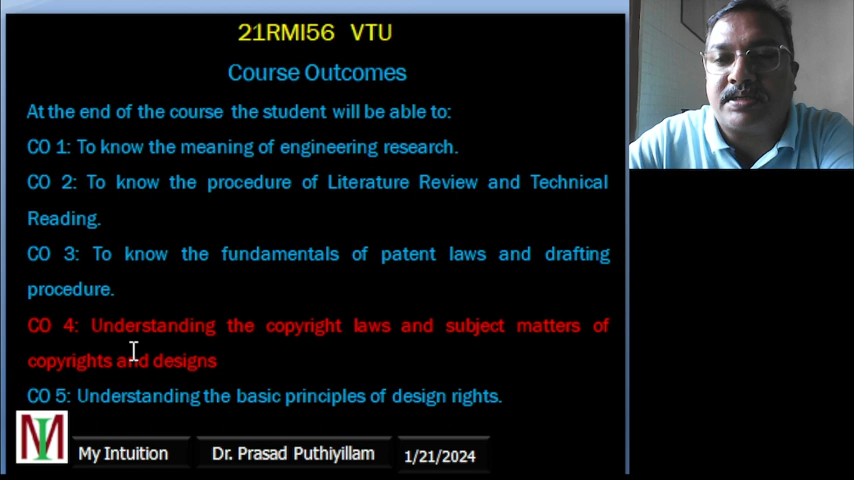 21RMI56 VTU
Course Outcomes
At the end of the course the student will be able to:
CO 1: To know the meaning of engineering research.
CO 2: To know the procedure of Literature Review and Technical
Reading.
CO 3: To know the fundamentals of patent laws and drafting
procedure.
CO 4: Understanding the copyright laws and subject matters of
copyrights and designs
CO 5: Understanding the basic principles of design rights.
MI
My Intuition
Dr. Prasad Puthiyillam
1/21/2024